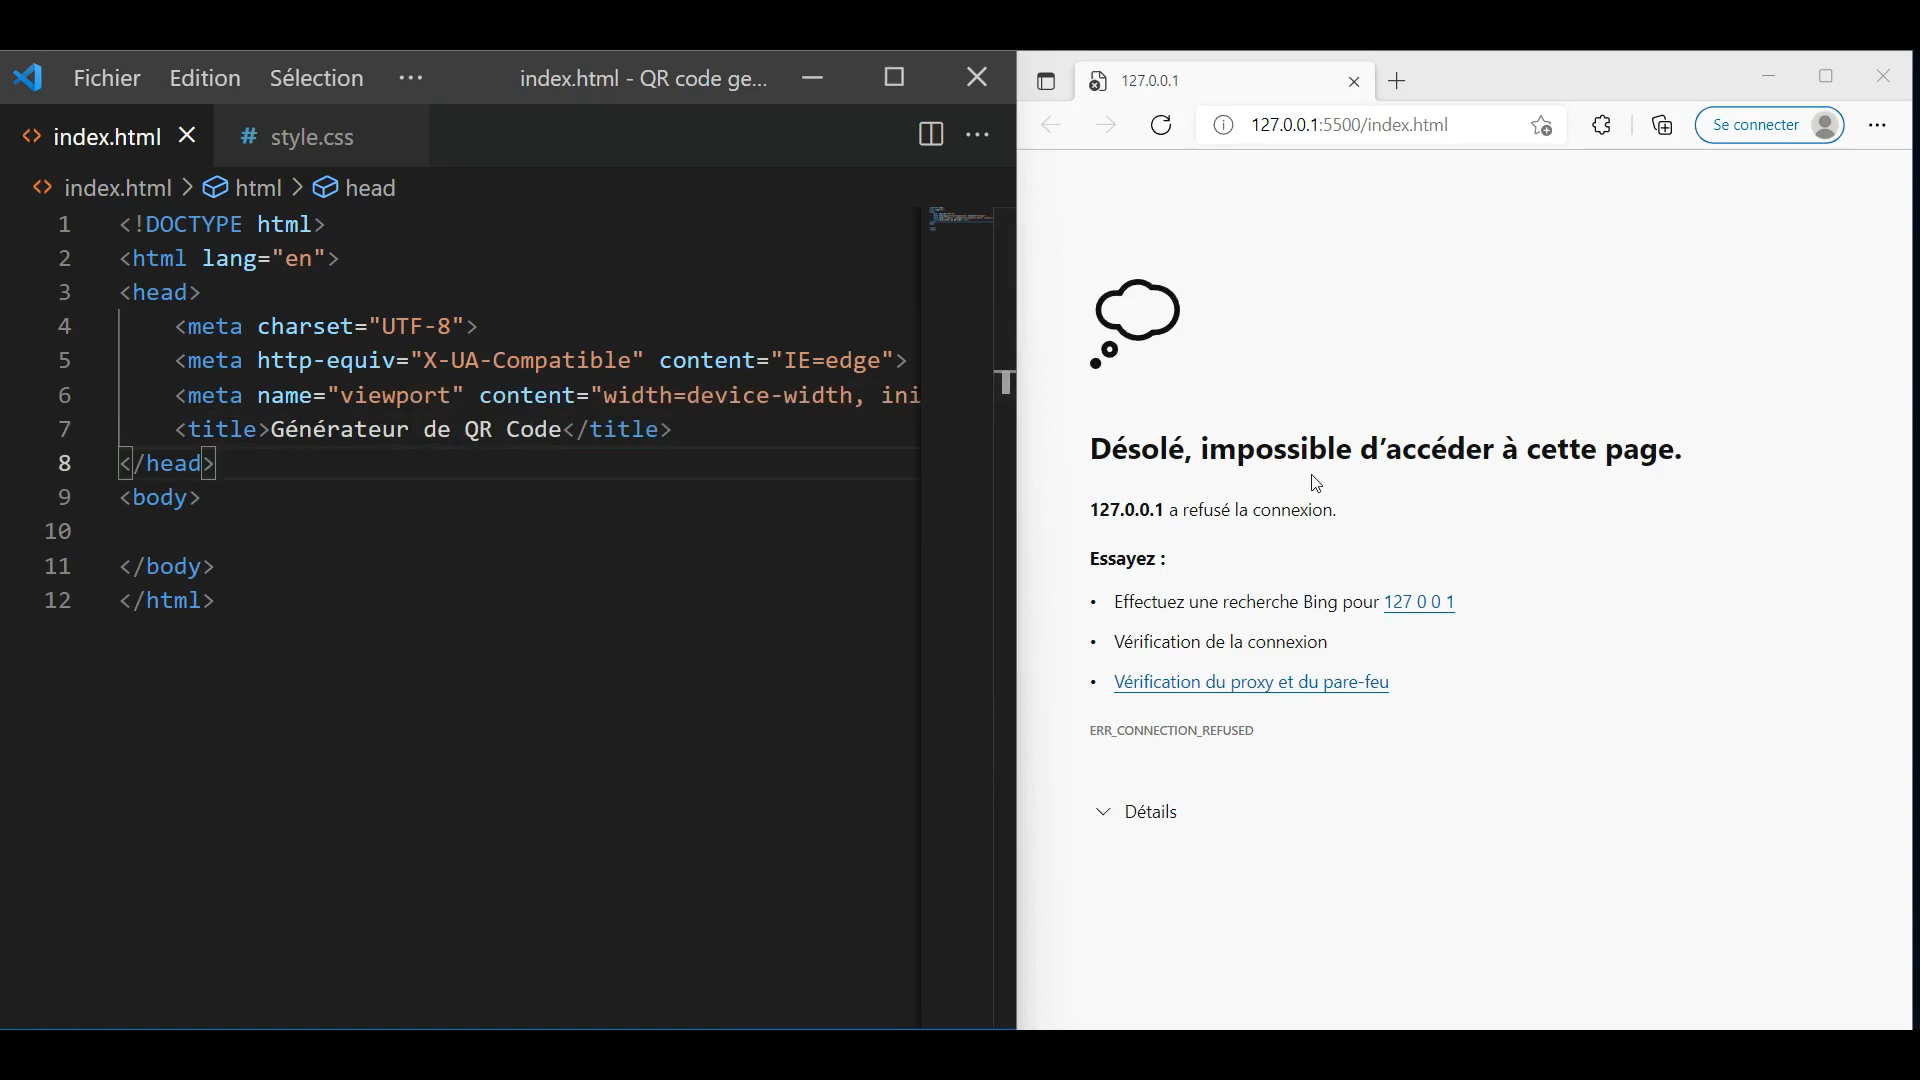 Fichier Edition Sélection ··· index.html - QR code ge...
index.html style.css
index.html > html > head
1 <!DOCTYPE html>
2 <html lang="en">
3 <head>
4 <meta charset="UTF-8">
5 <meta http-equiv="X-UA-Compatible" content="IE=edge">
6 <meta name="viewport" content="width=device-width, ini
7 <title>Générateur de QR Code</title>
8 </head>
9 <body>
10
11 </body>
12 </html>
127.0.0.1
127.0.0.1:5500/index.html Se connecter
Désolé, impossible d’accéder à cette page.
127.0.0.1 a refusé la connexion.
Essayez :
• Effectuez une recherche Bing pour 127 0 0 1
• Vérification de la connexion
• Vérification du proxy et du pare-feu
ERR_CONNECTION_REFUSED
Détails